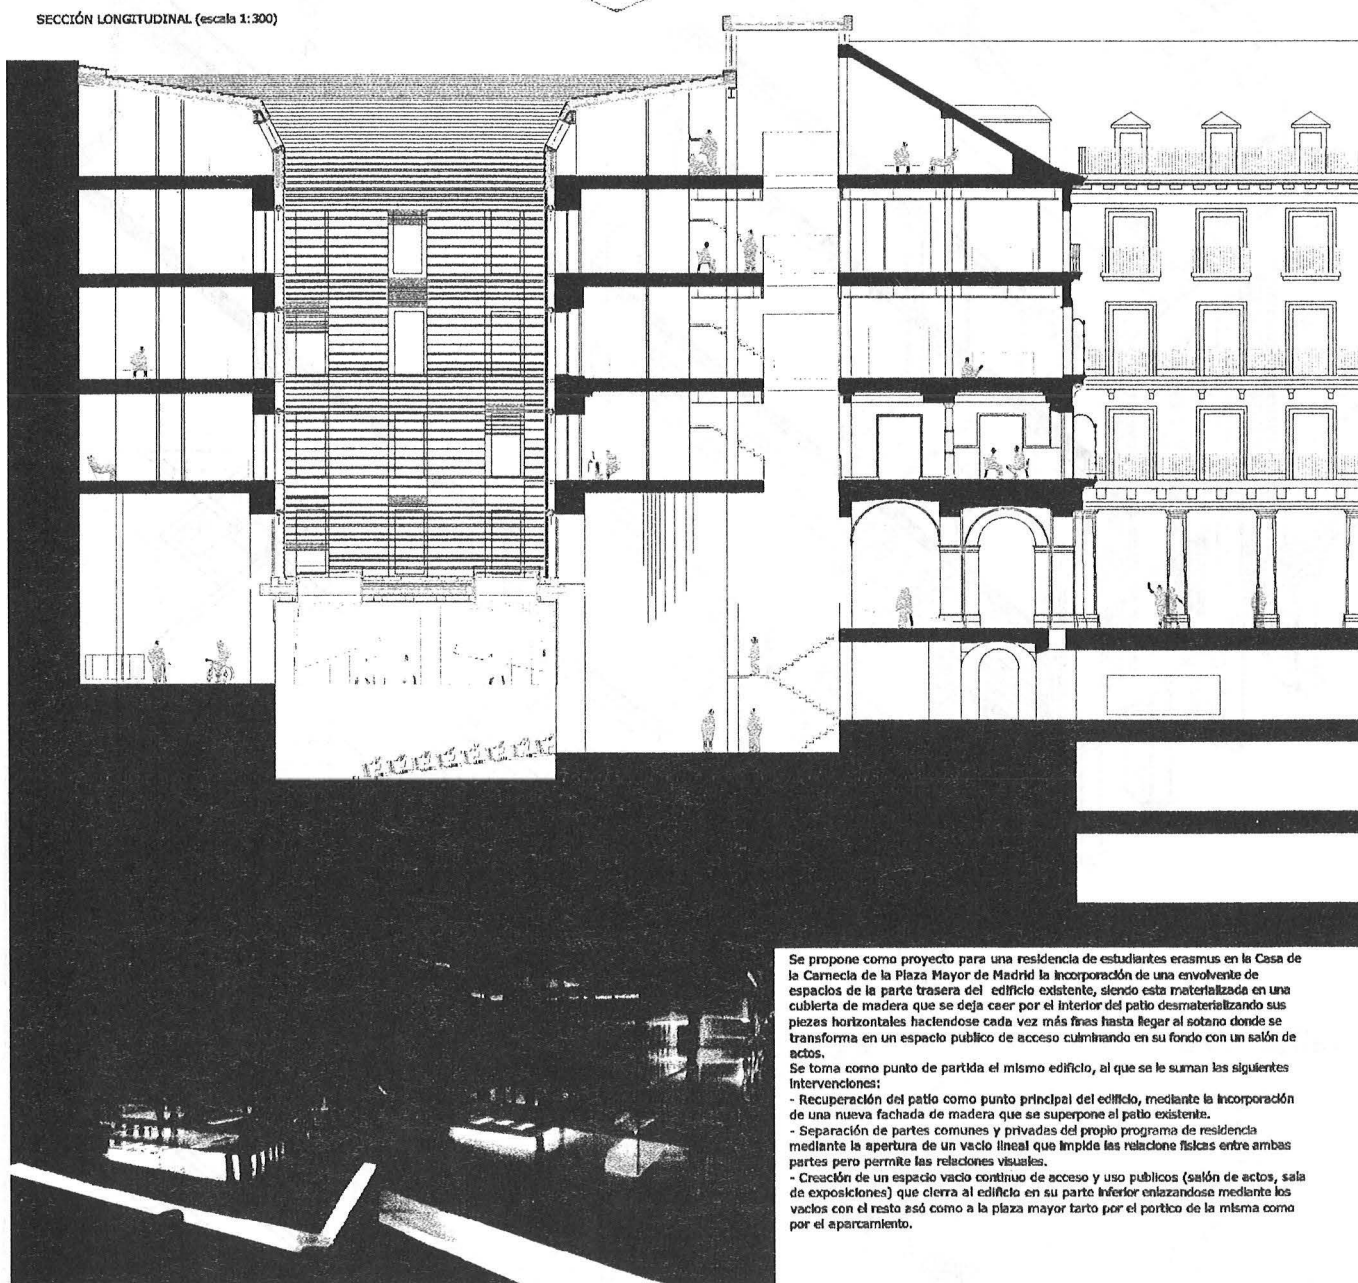 SECCIÓN LONGITUDINAL (escala 1:300)
Se propone como proyecto para una residencia de estudiantes erasmus en la Casa de
la Carnecia de la Plaza Mayor de Madrid la incorporación de una envolvente de
espacios de la parte trasera del edificio existente, siendo esta materializada en una
cubierta de madera que se deja caer por el interior del patio desmaterializando sus
piezas horizontales haciendose cada vez más finas hasta llegar al sotano donde se
transforma en un espacio publico de acceso culminando en su fondo con un salón de
actos.
Se toma como punto de partida el mismo edificio, al que se le suman las siguientes
intervenciones:
- Recuperación del patio como punto principal del edificio, mediante la incorporación
de una nueva fachada de madera que se superpone al patio existente.
- Separación de partes comunes y privadas del propio programa de residencia
mediante la apertura de un vacio lineal que impide las relacione fisicas entre ambas
partes pero permite las relaciones visuales.
- Creación de un espacio vacio continuo de acceso y uso publicos (salón de actos, sala
de exposiciones) que cierra al edificio en su parte inferior enlazandose mediante los
vacios con el resto asó como a la plaza mayor tarto por el portico de la misma como
por el aparcamiento.